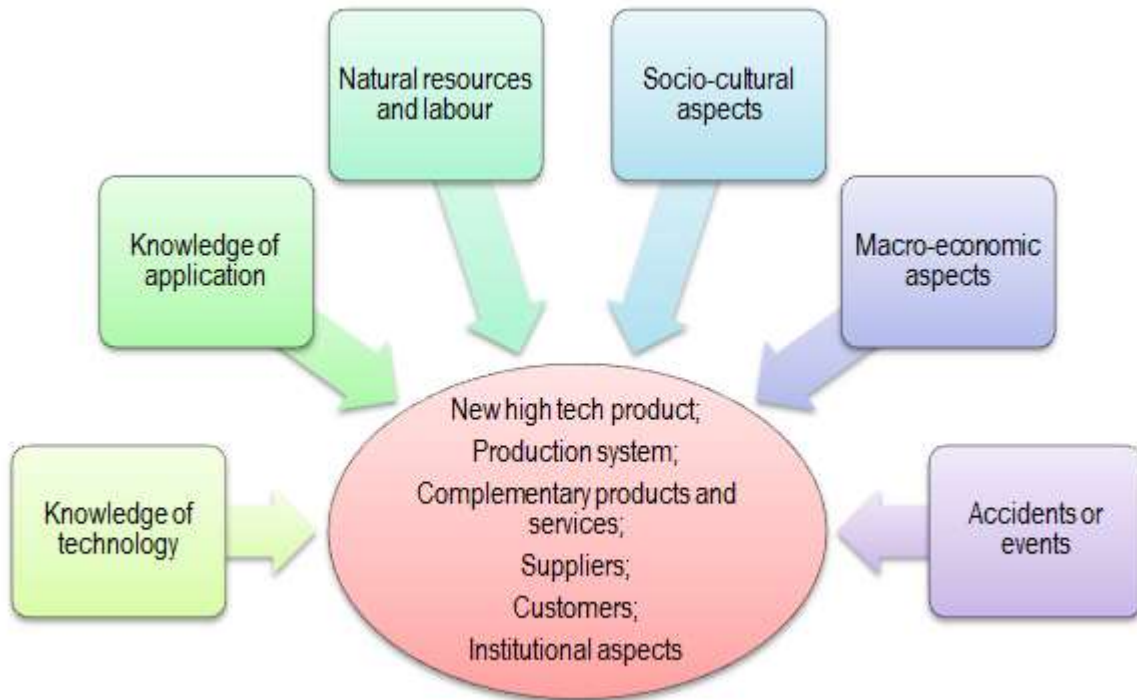 Natural resources
and labour
Socio-cultural
aspects
Knowledge of
application
Macro-economic
aspects
Knowledge of
technology
New high tech product;
Production system;
Complementary products and
services;
Suppliers;
Customers;
Institutional aspects
Accidents or
events